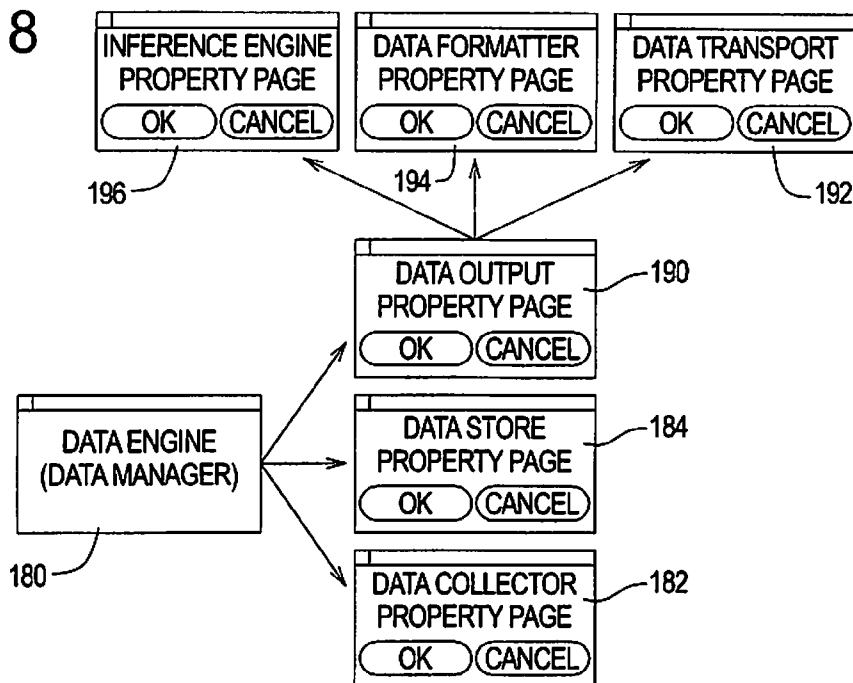 8
INFERENCE ENGINE
PROPERTY PAGE
OK CANCEL
196
DATA FORMATTER
PROPERTY PAGE
OK CANCEL
194
DATA TRANSPORT
PROPERTY PAGE
OK CANCEL
192
DATA OUTPUT
PROPERTY PAGE
OK CANCEL
190
DATA ENGINE
(DATA MANAGER)
180
DATA STORE
PROPERTY PAGE
OK CANCEL
184
DATA COLLECTOR
PROPERTY PAGE
OK CANCEL
182